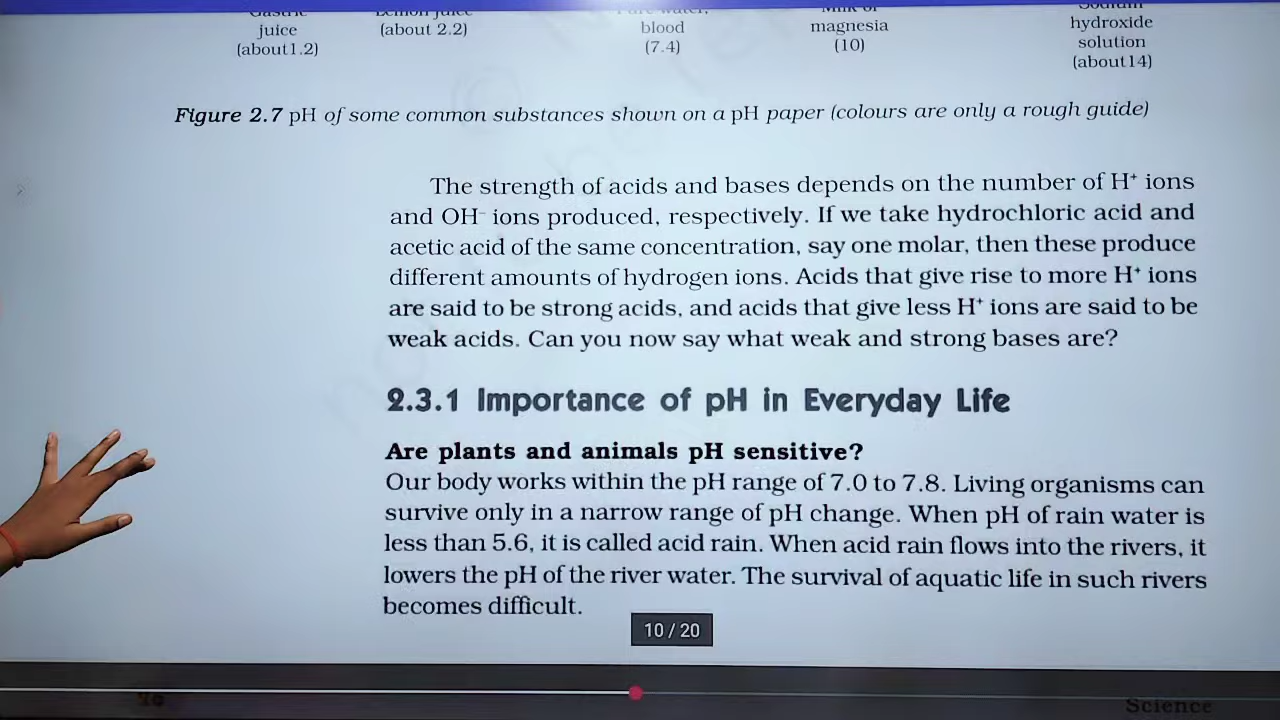 Lemon juice
juice
(about 2.2)
blood
magnesia
hydroxide
(about1.2)
(7.4)
(10)
solution
(about14)
Figure 2.7 pH of some common substances shown on a pH paper (colours are only a rough guide)
The strength of acids and bases depends on the number of H⁺ ions
and OH⁻ ions produced, respectively. If we take hydrochloric acid and
acetic acid of the same concentration, say one molar, then these produce
different amounts of hydrogen ions. Acids that give rise to more H⁺ ions
are said to be strong acids, and acids that give less H⁺ ions are said to be
weak acids. Can you now say what weak and strong bases are?
2.3.1 Importance of pH in Everyday Life
Are plants and animals pH sensitive?
Our body works within the pH range of 7.0 to 7.8. Living organisms can
survive only in a narrow range of pH change. When pH of rain water is
less than 5.6, it is called acid rain. When acid rain flows into the rivers, it
lowers the pH of the river water. The survival of aquatic life in such rivers
becomes difficult.
10 / 20
Science